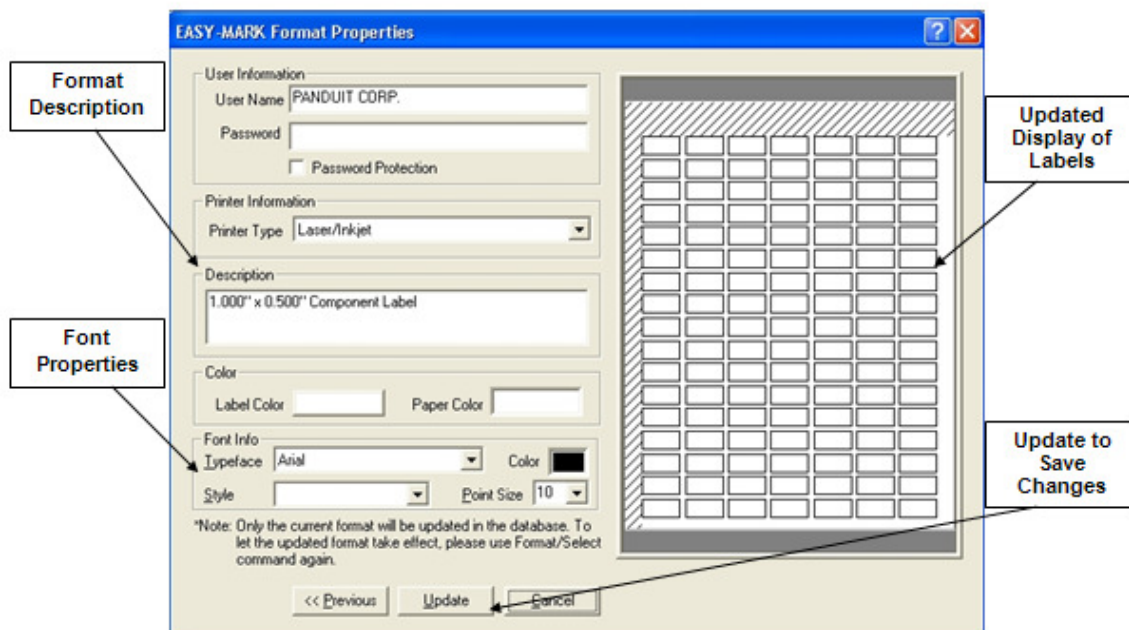 EASY-MARK Format Properties
Format
Description
Font
Properties
User Information
User Name PANDUIT CORP.
Password
Password Protection
Printer Information
Printer Type Laser/Inkjet
Description
1.000" x 0.500" Component Label
Color
Label Color Paper Color
Font Info
Typeface Arial Color
Style Point Size 10
*Note: Only the current format will be updated in the database. To
let the updated format take effect, please use Format/Select
command again.
<< Previous Update Cancel
Updated
Display of
Labels
Update to
Save
Changes